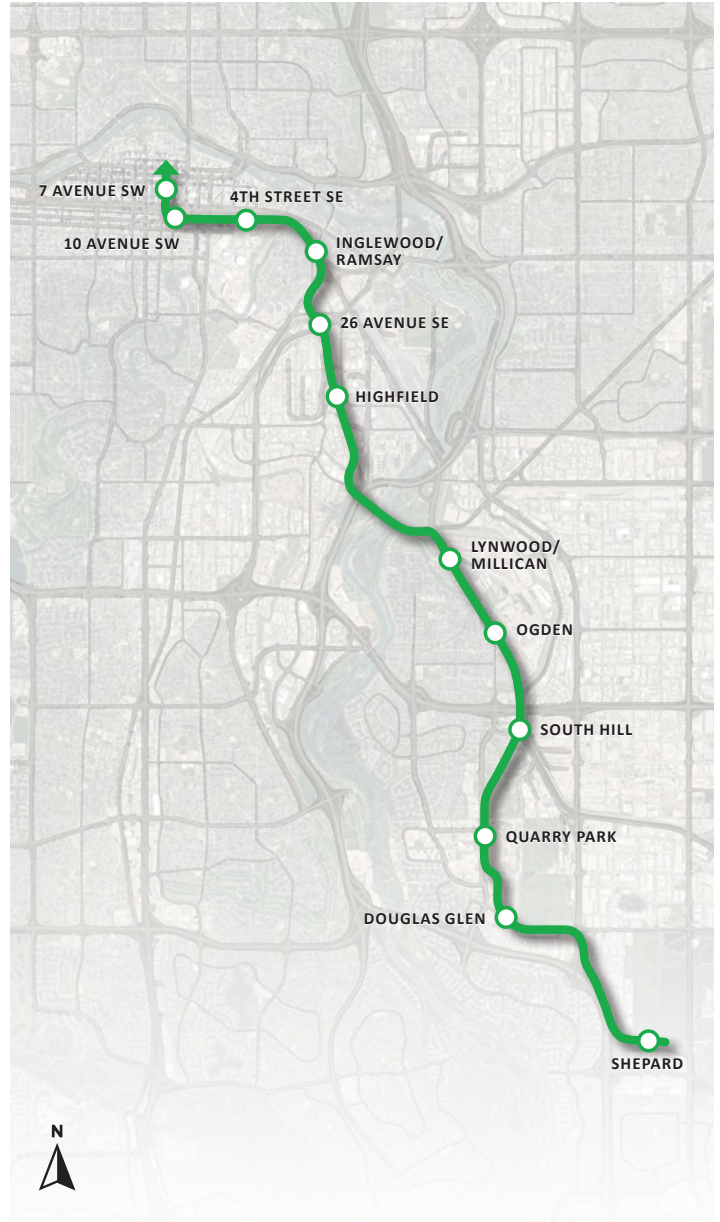 7 AVENUE SW
4TH STREET SE
10 AVENUE SW
INGLEWOOD/
RAMSAY
26 AVENUE SE
HIGHFIELD
LYNWOOD/
MILLICAN
OGDEN
SOUTH HILL
QUARRY PARK
DOUGLAS GLEN
SHEPARD
N